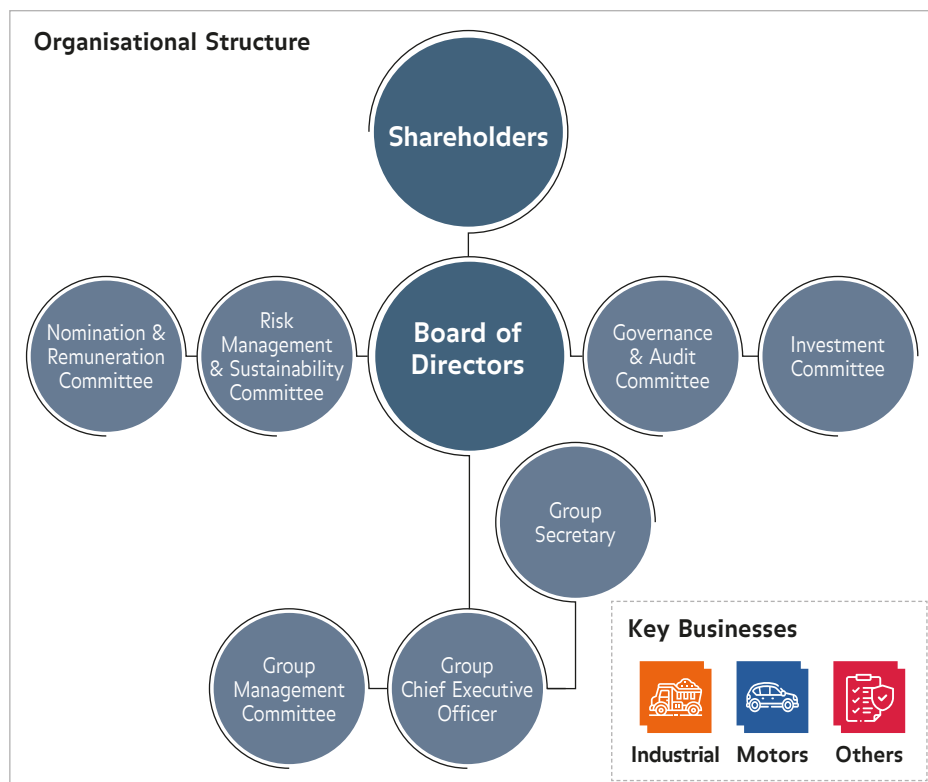 Organisational Structure
Shareholders
Board of
Directors
Nomination &
Remuneration
Committee
Risk
Management
& Sustainability
Committee
Governance
& Audit
Committee
Investment
Committee
Group
Secretary
Group
Management
Committee
Group
Chief Executive
Officer
Key Businesses
Industrial
Motors
Others